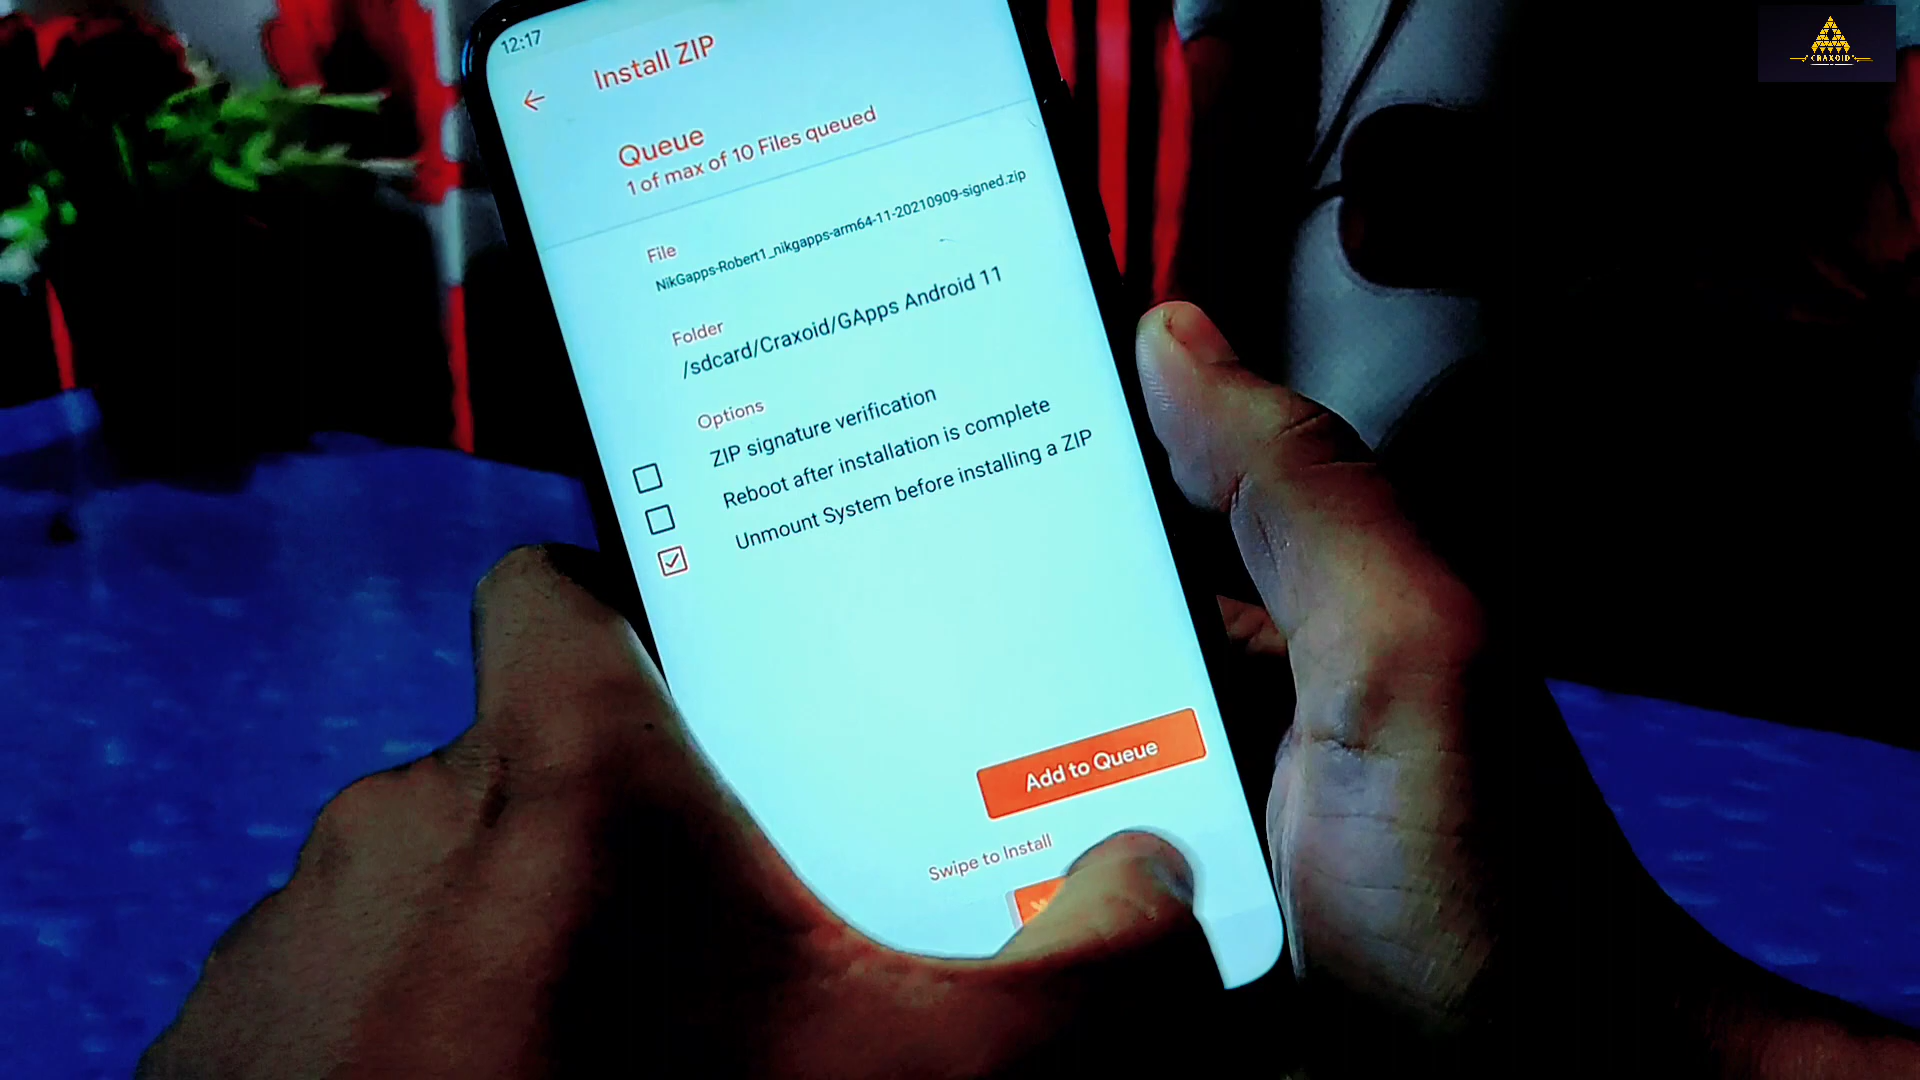 12:17
Install ZIP
Queue
1 of max of 10 Files queued
File
NikGapps-Robert1_nikgapps-arm64-11-20210909-signed.zip
Folder
/sdcard/Craxoid/GApps Android 11
Options
ZIP signature verification
Reboot after installation is complete
Unmount System before installing a ZIP
Add to Queue
Swipe to Install
CRAXOID